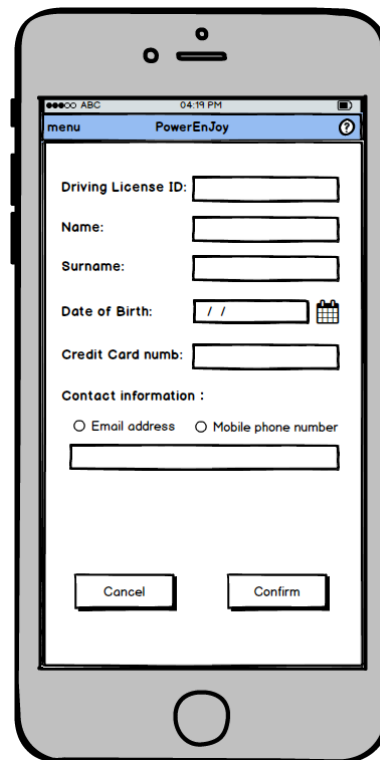 ABC 04:19 PM
menu PowerEnJoy ?
Driving License ID:
Name:
Surname:
Date of Birth: / /
Credit Card numb:
Contact information :
Email address Mobile phone number
Cancel Confirm